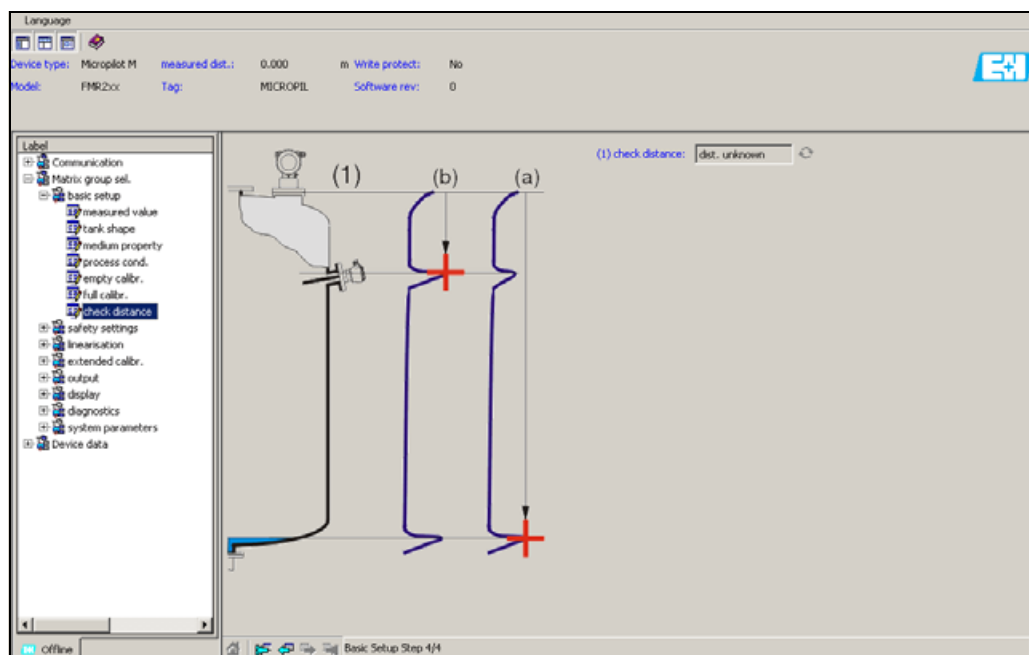 Language
Device type: Micropilot M measured dist.: 0.000 m Write protect: No
Model: FMR2xx Tag: MICROPIL Software rev: 0
E+H
Label
Communication
Matrix group sel.
basic setup
measured value
tank shape
medium property
process cond.
empty calibr.
full calibr.
check distance
safety settings
linearisation
extended calibr.
output
display
diagnostics
system parameters
Device data
(1) (b) (a)
(1) check distance: dist. unknown
Offline
Basic Setup Step 4/4